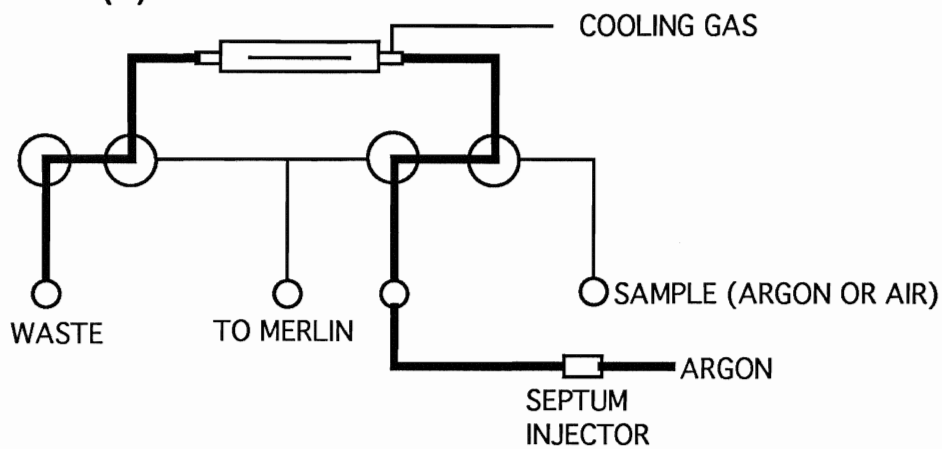 COOLING GAS
WASTE
TO MERLIN
SAMPLE (ARGON OR AIR)
ARGON
SEPTUM
INJECTOR